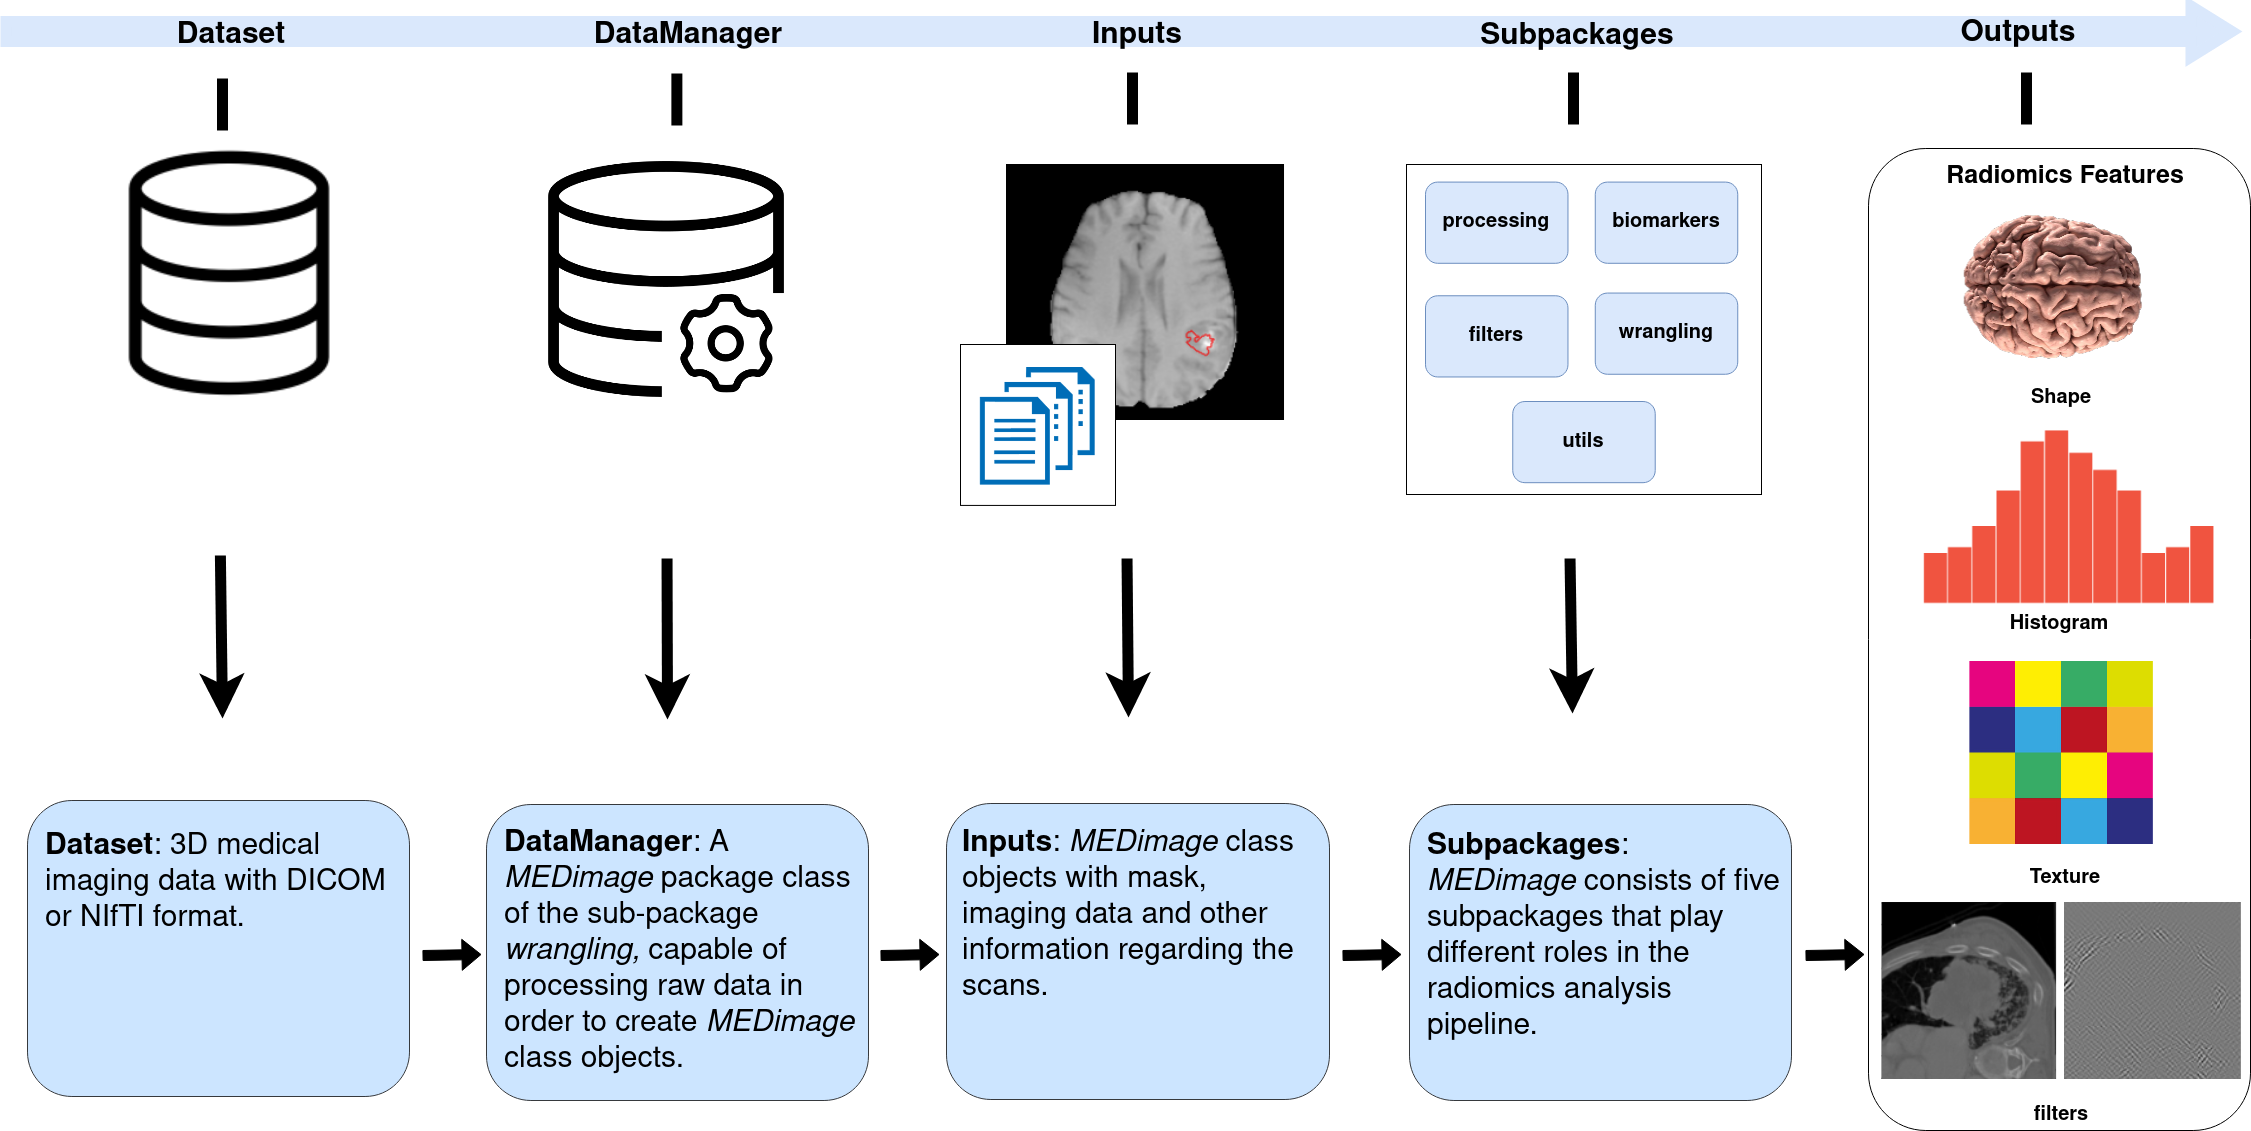 Dataset
DataManager
Inputs
Subpackages
Outputs
processing
biomarkers
filters
wrangling
utils
Radiomics Features
Shape
Histogram
Texture
filters
Dataset: 3D medical
imaging data with DICOM
or NIfTI format.
DataManager: A
MEDimage package class
of the sub-package
wrangling, capable of
processing raw data in
order to create MEDimage
class objects.
Inputs: MEDimage class
objects with mask,
imaging data and other
information regarding the
scans.
Subpackages:
MEDimage consists of five
subpackages that play
different roles in the
radiomics analysis
pipeline.